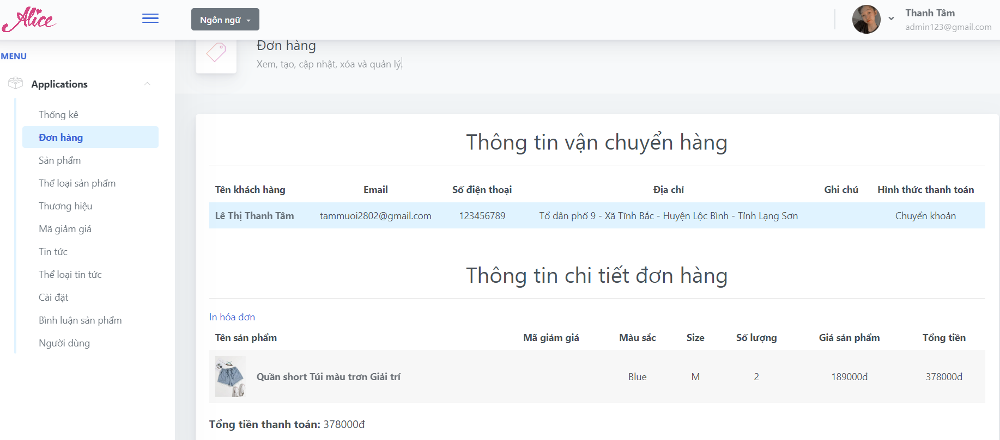 Alice
Ngôn ngữ
Thanh Tâm
admin123@gmail.com
MENU
Applications
Thống kê
Đơn hàng
Sản phẩm
Thể loại sản phẩm
Thương hiệu
Mã giảm giá
Tin tức
Thể loại tin tức
Cài đặt
Bình luận sản phẩm
Người dùng
Đơn hàng
Xem, tạo, cập nhật, xóa và quản lý
Thông tin vận chuyển hàng
Tên khách hàng Email Số điện thoại Địa chỉ Ghi chú Hình thức thanh toán
Lê Thị Thanh Tâm tammuoi2802@gmail.com 123456789 Tổ dân phố 9 - Xã Tĩnh Bắc - Huyện Lộc Bình - Tỉnh Lạng Sơn Chuyển khoản
Thông tin chi tiết đơn hàng
In hóa đơn
Tên sản phẩm Mã giảm giá Màu sắc Size Số lượng Giá sản phẩm Tổng tiền
Quần short Túi màu trơn Giải trí Blue M 2 189000đ 378000đ
Tổng tiền thanh toán: 378000đ